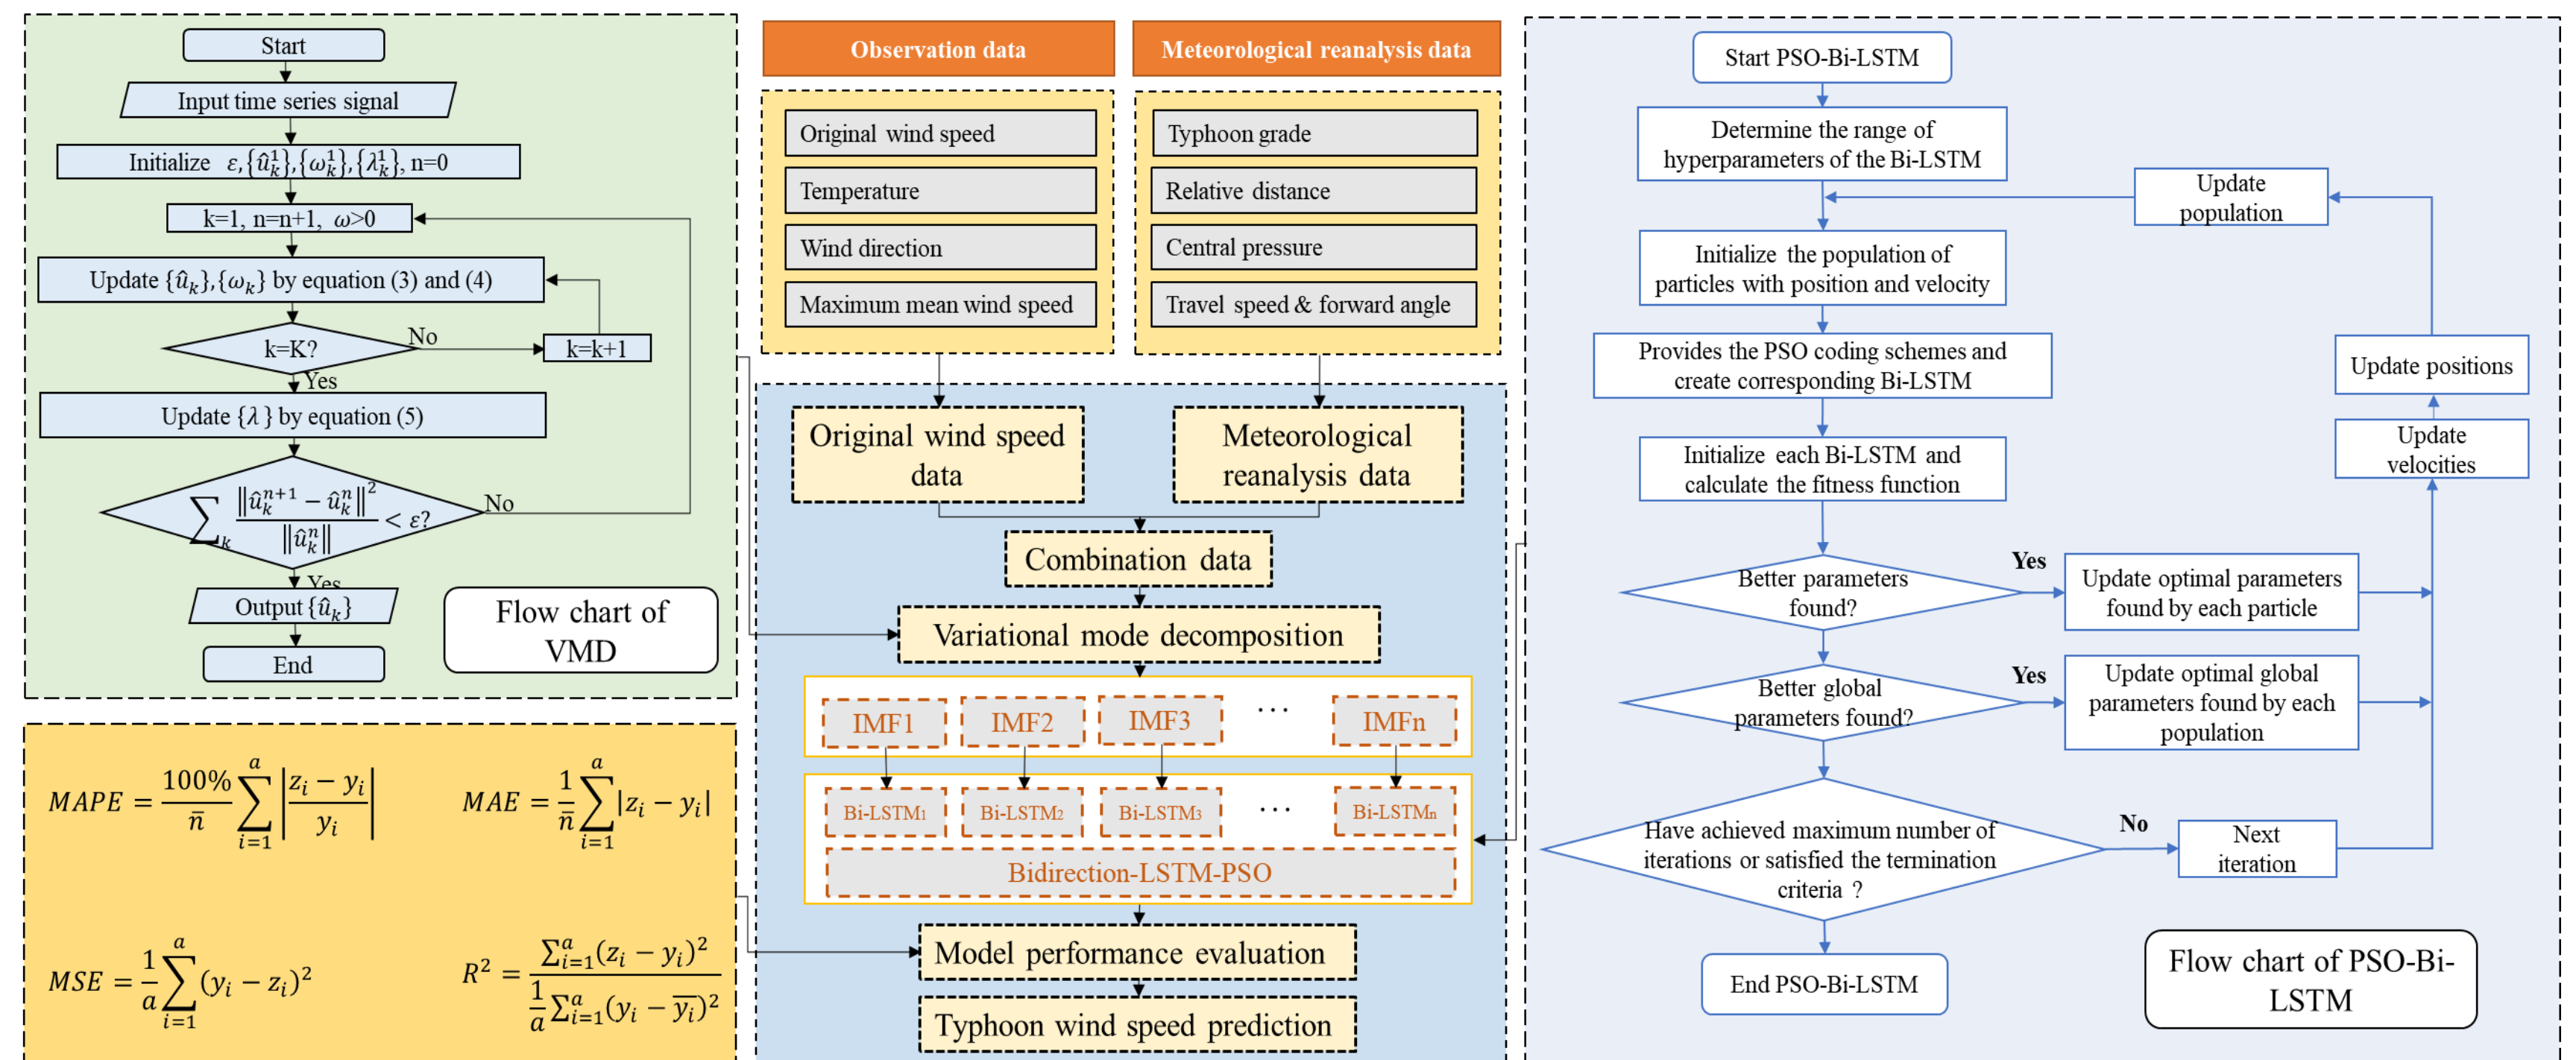 Start
Input time series signal
Initialize ε,{û_k^1},{ω_k^1},{λ_k^1}, n=0
k=1, n=n+1, ω>0
Update {û_k},{ω_k} by equation (3) and (4)
k=K?
No
k=k+1
Yes
Update {λ} by equation (5)
∑_k ‖û_k^{n+1} − û_k^n‖² / ‖û_k^n‖ < ε?
No
Yes
Output {û_k}
End
Flow chart of
VMD
MAPE = 100%/n̄ ∑_{i=1}^a |(z_i − y_i)/y_i|
MAE = 1/n̄ ∑_{i=1}^a |z_i − y_i|
MSE = 1/a ∑_{i=1}^a (y_i − z_i)²
R² = ∑_{i=1}^a (z_i − y_i)² / (1/a ∑_{i=1}^a (y_i − ȳ_i)²)
Observation data
Original wind speed
Temperature
Wind direction
Maximum mean wind speed
Meteorological reanalysis data
Typhoon grade
Relative distance
Central pressure
Travel speed & forward angle
Original wind speed
data
Meteorological
reanalysis data
Combination data
Variational mode decomposition
IMF1
IMF2
IMF3
···
IMFn
Bi-LSTM1
Bi-LSTM2
Bi-LSTM3
···
Bi-LSTMn
Bidirection-LSTM-PSO
Model performance evaluation
Typhoon wind speed prediction
Start PSO-Bi-LSTM
Determine the range of
hyperparameters of the Bi-LSTM
Initialize the population of
particles with position and velocity
Provides the PSO coding schemes and
create corresponding Bi-LSTM
Initialize each Bi-LSTM and
calculate the fitness function
Better parameters
found?
Yes
Update optimal parameters
found by each particle
Better global
parameters found?
Yes
Update optimal global
parameters found by each
population
Have achieved maximum number of
iterations or satisfied the termination
criteria ?
No
Next
iteration
Update
velocities
Update positions
Update
population
End PSO-Bi-LSTM
Flow chart of PSO-Bi-
LSTM